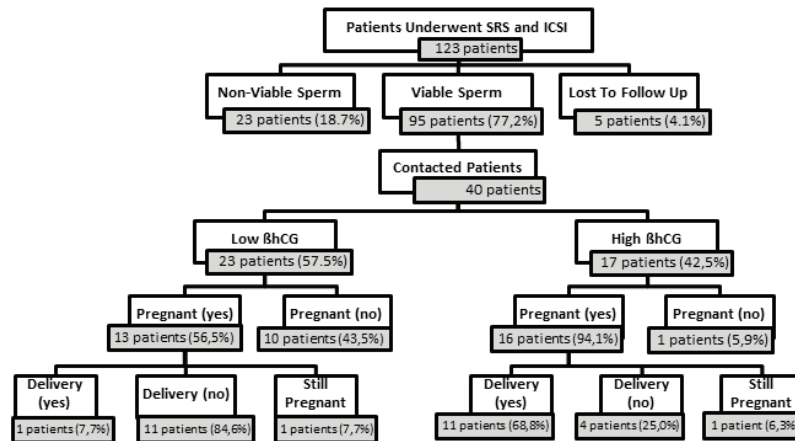 Patients Underwent SRS and ICSI
123 patients
Non-Viable Sperm
23 patients (18.7%)
Viable Sperm
95 patients (77,2%)
Lost To Follow Up
5 patients (4.1%)
Contacted Patients
40 patients
Low ßhCG
23 patients (57.5%)
High ßhCG
17 patients (42,5%)
Pregnant (yes)
13 patients (56,5%)
Pregnant (no)
10 patients (43,5%)
Pregnant (yes)
16 patients (94,1%)
Pregnant (no)
1 patients (5,9%)
Delivery
(yes)
1 patients (7,7%)
Delivery (no)
11 patients (84,6%)
Still
Pregnant
1 patients (7,7%)
Delivery
(yes)
11 patients (68,8%)
Delivery
(no)
4 patients (25,0%)
Still
Pregnant
1 patient (6,3%